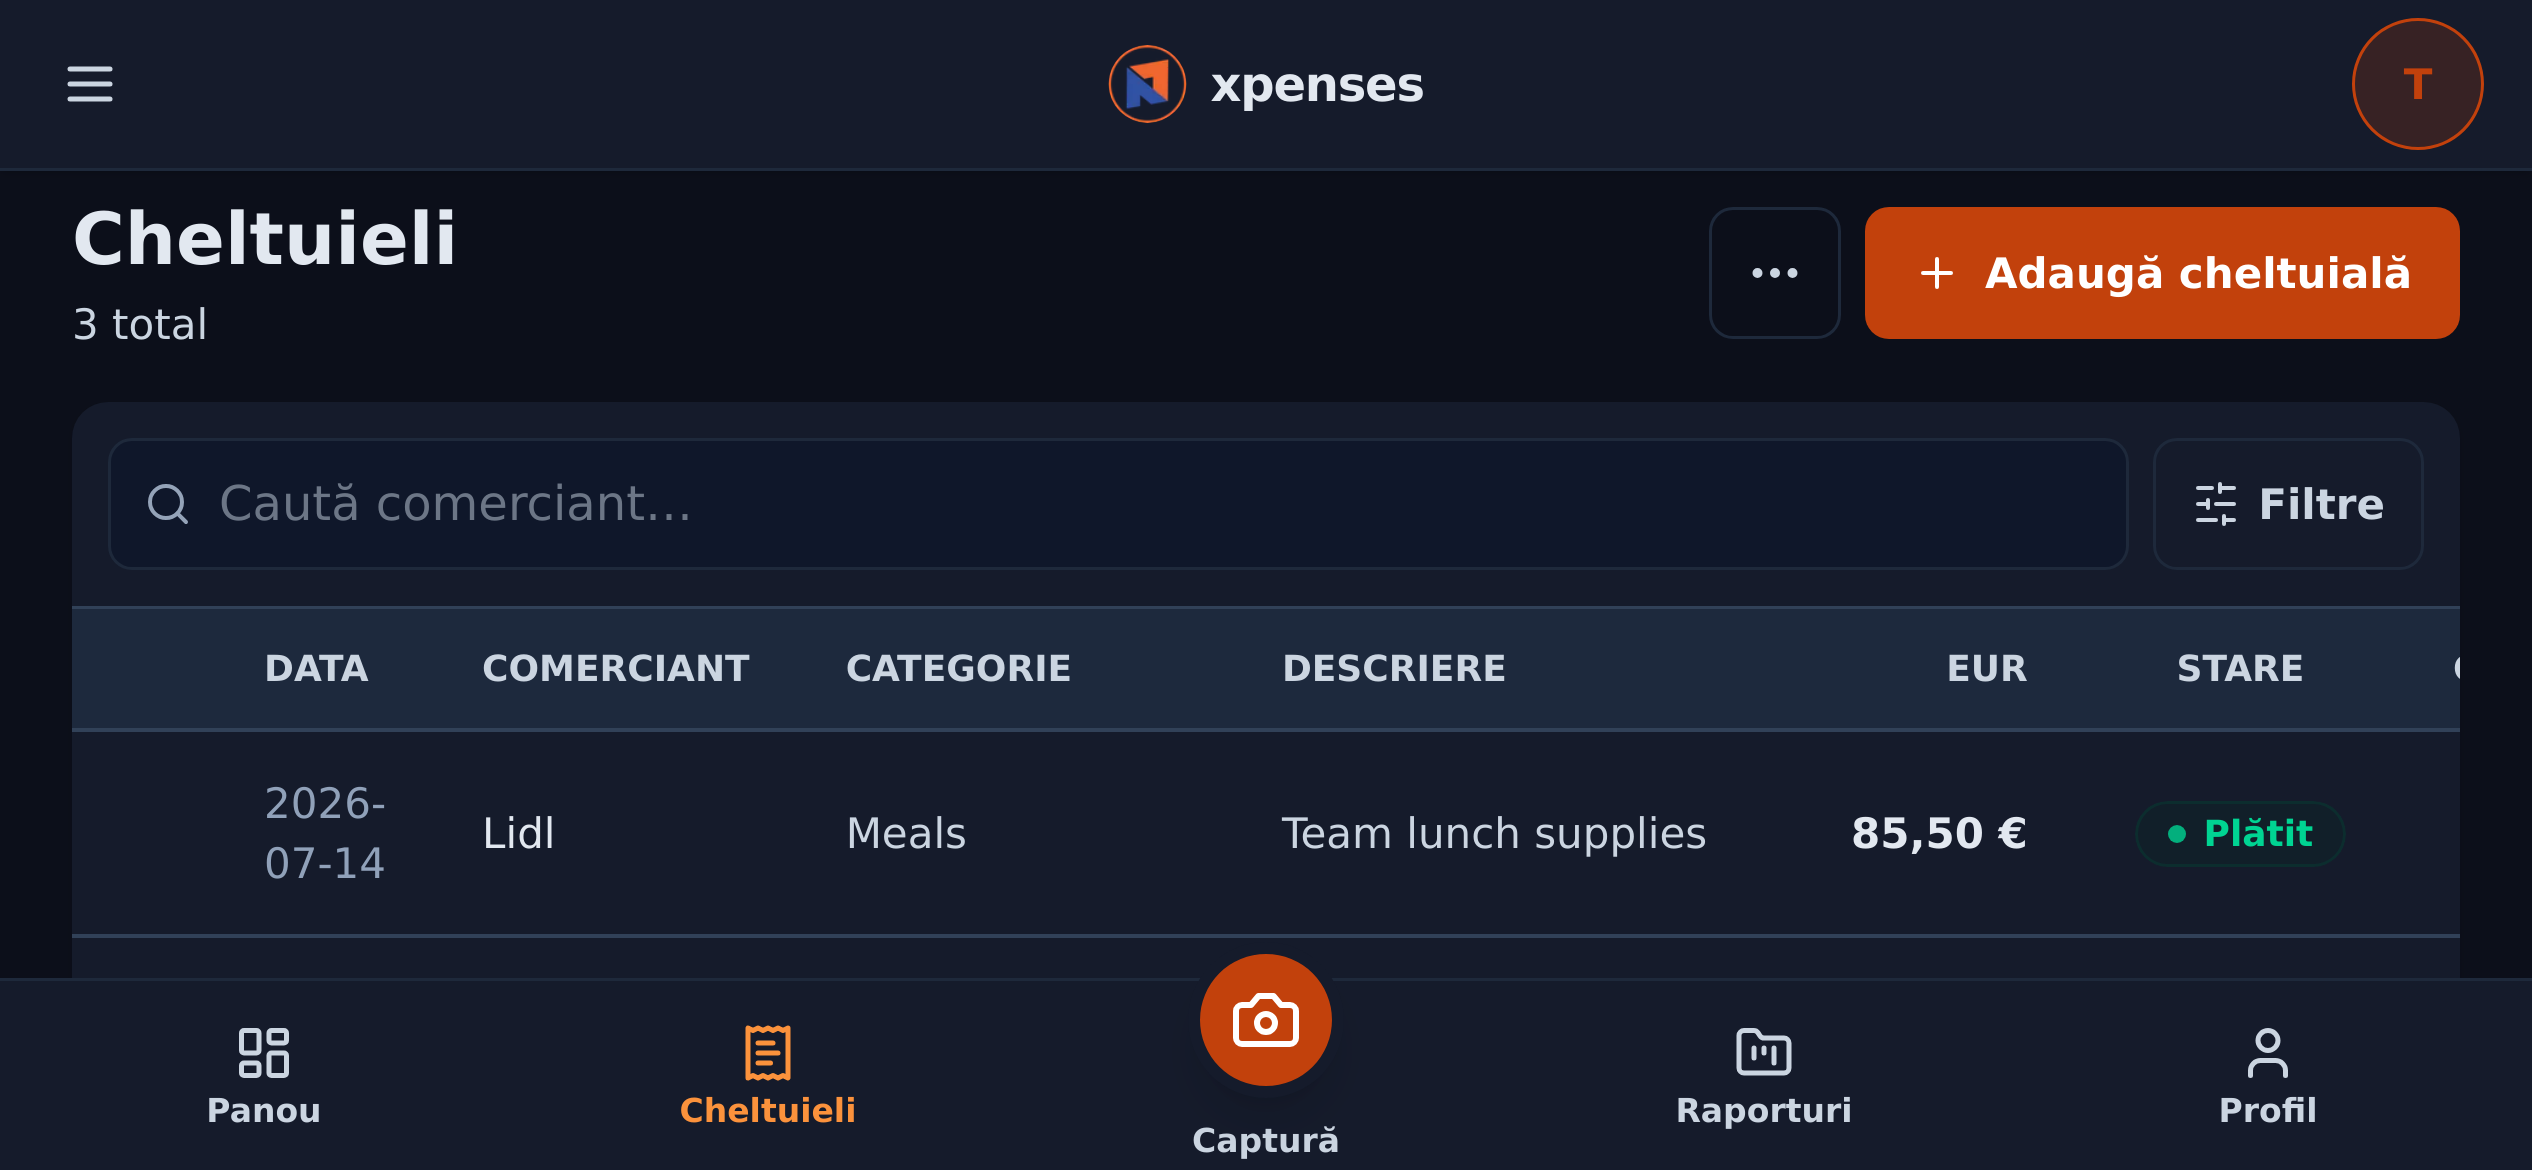 xpenses
T
Cheltuieli
3 total
Adaugă cheltuială
Caută comerciant...
Filtre
DATA COMERCIANT CATEGORIE DESCRIERE EUR STARE
2026-
07-14
Lidl Meals Team lunch supplies 85,50 € Plătit
Panou Cheltuieli Captură Raporturi Profil